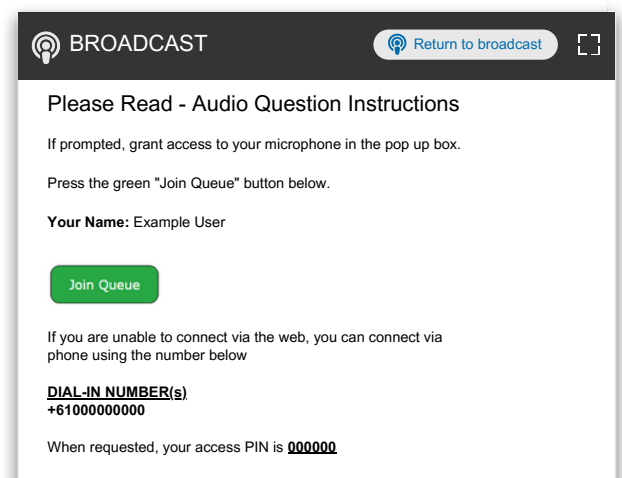 BROADCAST
Return to broadcast
Please Read - Audio Question Instructions
If prompted, grant access to your microphone in the pop up box.
Press the green "Join Queue" button below.
Your Name: Example User
Join Queue
If you are unable to connect via the web, you can connect via
phone using the number below
DIAL-IN NUMBER(s)
+61000000000
When requested, your access PIN is 000000